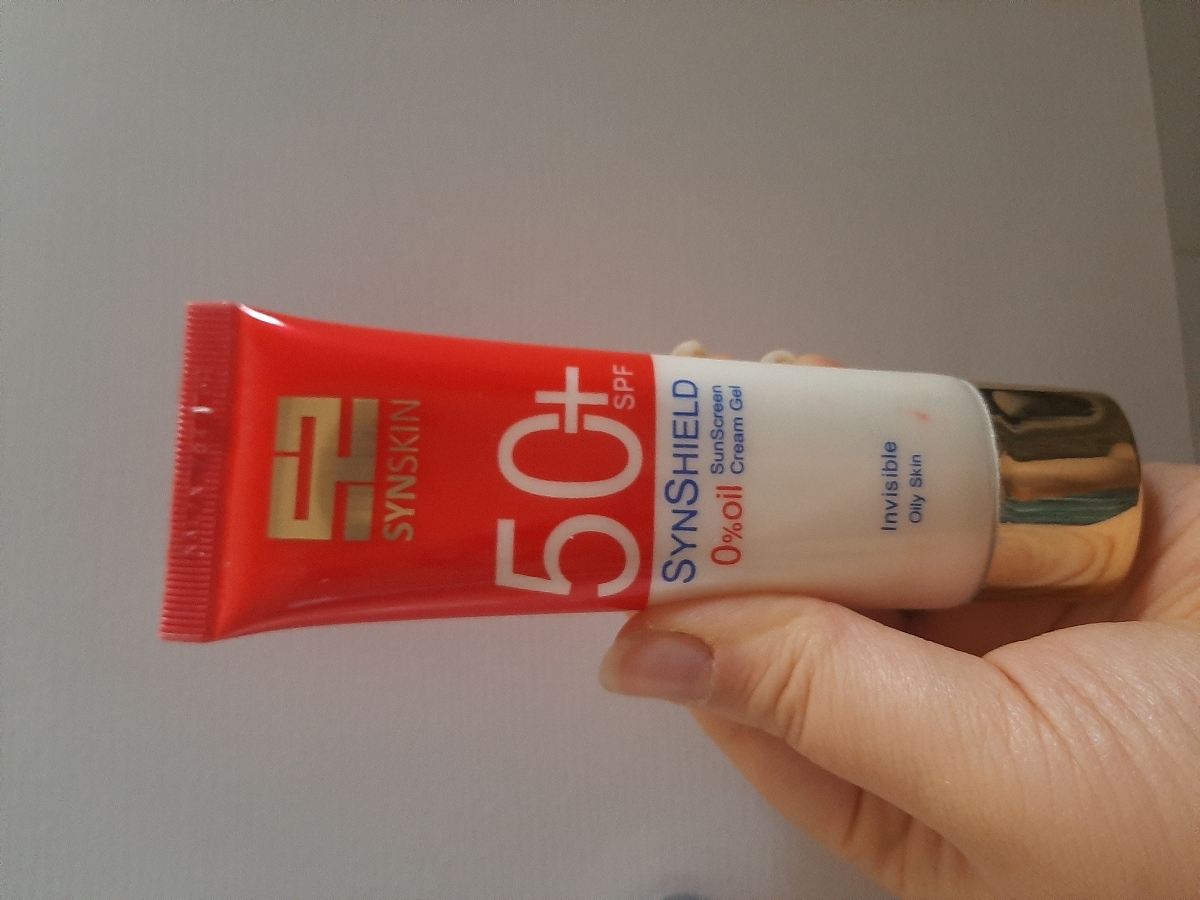 SYNSKIN
50+
SPF
SYNSHIELD
0%oil SunScreen
Cream Gel
Invisible
Oily Skin